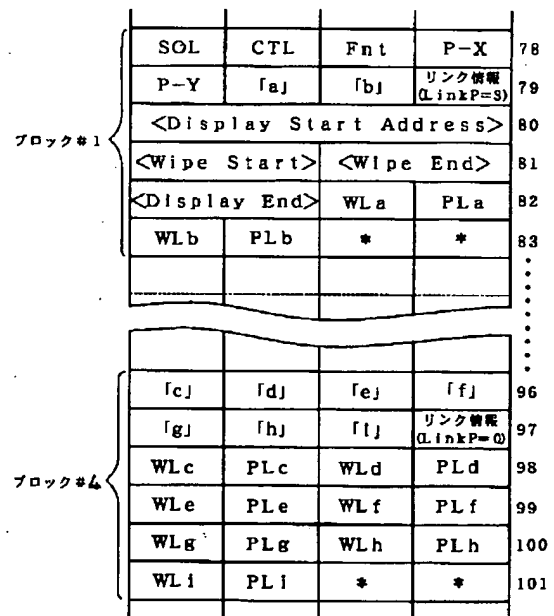 SOL CTL Fnt P-X 78
P-Y 「a」 「b」 リンク情報 (LinkP=3) 79
<Display Start Address> 80
ブロック#1
<Wipe Start> <Wipe End> 81
<Display End> WLa PLa 82
WLb PLb * * 83
「c」 「d」 「e」 「f」 96
「g」 「h」 「i」 リンク情報 (LinkP=0) 97
WLc PLc WLd PLd 98
ブロック#4
WLe PLe WLf PLf 99
WLg PLg WLh PLh 100
WLi PLi * * 101